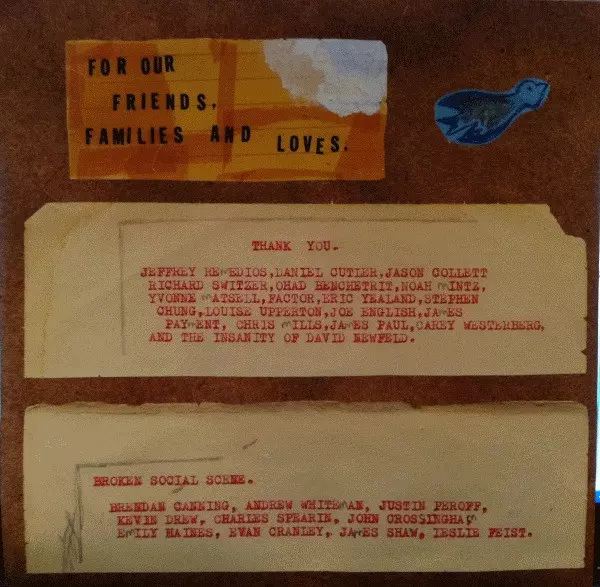 FOR OUR
FRIENDS,
FAMILIES AND LOVES.
THANK YOU.
JEFFREY REMEDIOS,DANIEL CUTLER,JASON COLLETT
RICHARD SWITZER,OHAD BENCHETRIT,NOAH MINTZ,
YVONNE MATSELL,FACTOR,ERIC YEALAND,STEPHEN
CHUNG,LOUISE UPPERTON,JOE ENGLISH,JAMES
PAYMENT, CHRIS MILLS,JAMES PAUL,CAREY WESTERBERG,
AND THE INSANITY OF DAVID NEWFELD.
BROKEN SOCIAL SCENE.
BRENDAN CANNING, ANDREW WHITEMAN, JUSTIN PEROFF,
KEVIN DREW, CHARLES SPEARIN, JOHN CROSSINGHAM
EMILY HAINES, EVAN CRANLEY, JAMES SHAW, LESLIE FEIST.